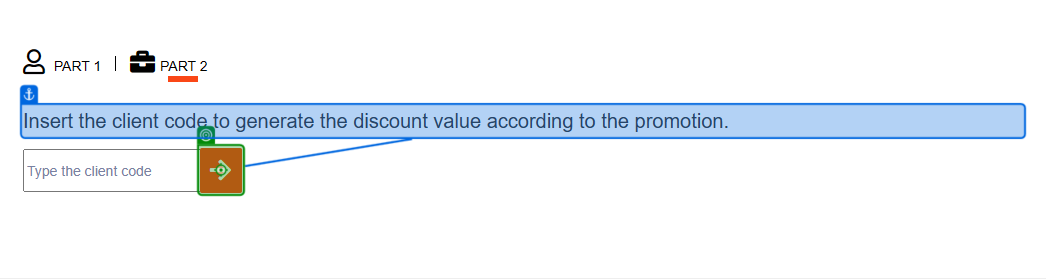 PART 1 | PART 2
Insert the client code to generate the discount value according to the promotion.
Type the client code